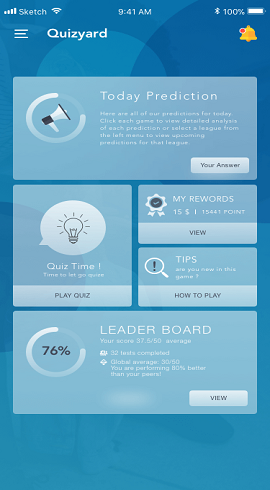 Sketch 9:41 AM 100%
Quizyard
Today Prediction
Here are all of our predictions for today.
Click each game to view detailed analysis
of each prediction or select a league from
the left menu to view upcoming
predictions for that league.
Your Answer
Quiz Time !
Time to let go quize
PLAY QUIZ
MY REWORDS
15 $ I 15441 POINT
VIEW
TIPS
are you new in this
game ?
HOW TO PLAY
76%
LEADER BOARD
Your score 37.5/50 average
32 tests completed
Global average: 30/50
You are performing 80% better
than your peers!
VIEW